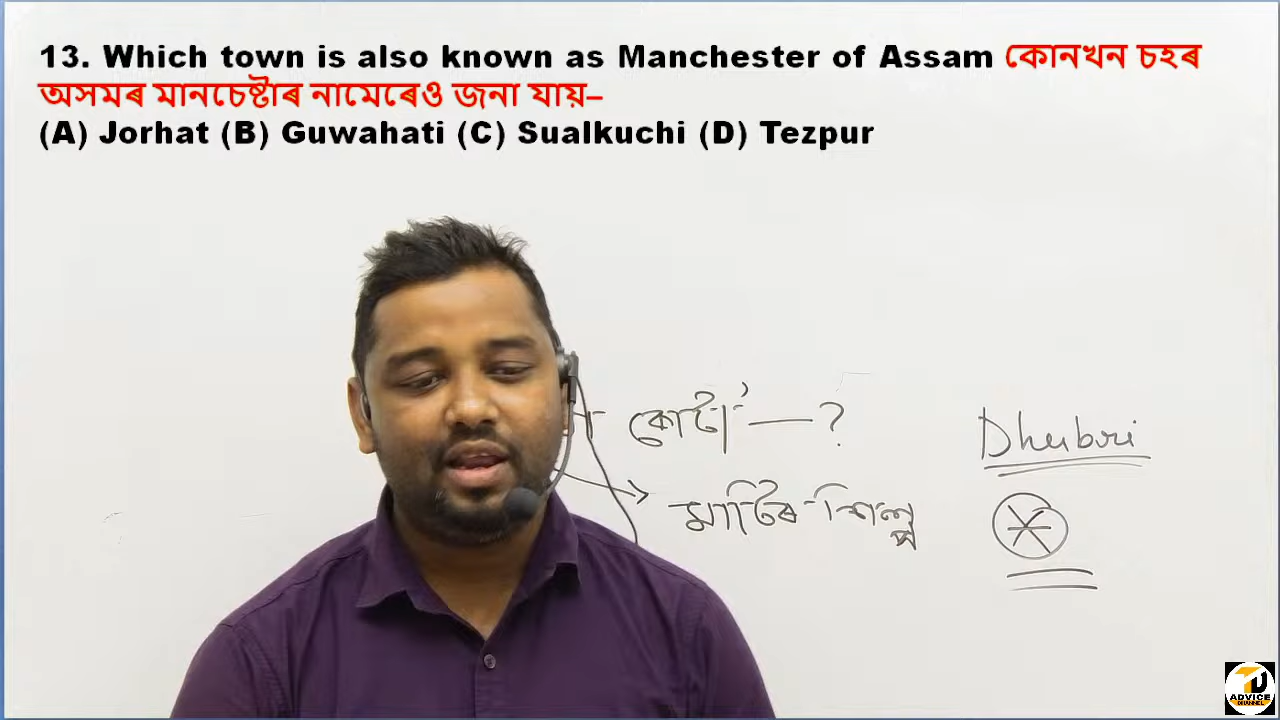 13. Which town is also known as Manchester of Assam কোনখন চহৰ
অসমৰ মানচেষ্টাৰ নামেৰেও জনা যায়–
(A) Jorhat (B) Guwahati (C) Sualkuchi (D) Tezpur
— ?
Dhubri
মাটিৰ শিল্প
ADVICE
CHANNEL